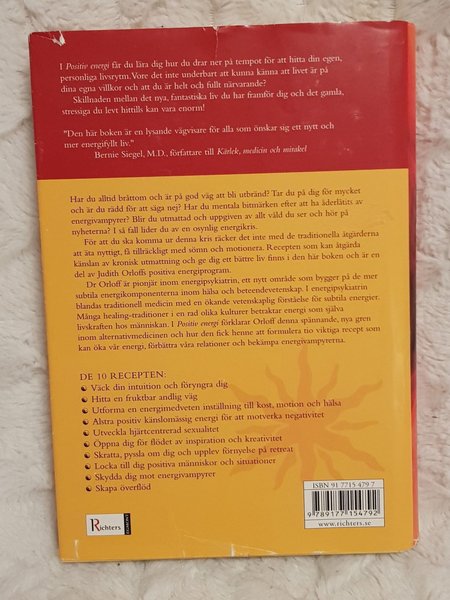 I Positiv energi får du lära dig hur du drar ner på tempot för att hitta din egen,
personliga livsrytm. Vore det inte underbart att kunna känna att livet är på
dina egna villkor och att du är helt och fullt närvarande?
Skillnaden mellan det nya, fantastiska liv du har framför dig och det gamla,
stressiga du levt hittills kan vara enorm!
"Den här boken är en lysande vägvisare för alla som önskar sig ett nytt och
mer energifyllt liv."
Bernie Siegel, M.D., författare till Kärlek, medicin och mirakel
Har du alltid bråttom och är på god väg att bli utbränd? Tar du på dig för mycket
och är du rädd för att säga nej? Har du mentala bitmärken efter att ha åderlåtits av
energivampyrer? Blir du utmattad och uppgiven av allt våld du ser och hör på
nyheterna? I så fall lider du av en osynlig energikris.
För att du ska komma ur denna kris räcker det inte med de traditionella åtgärderna
att äta nyttigt, få tillräckligt med sömn och motionera. Recepten som kan åtgärda
känslan av kronisk utmattning och ge dig ett bättre liv finns i den här boken och är en
del av Judith Orloffs positiva energiprogram.
Dr Orloff är pionjär inom energipsykiatrin, ett nytt område som bygger på de mer
subtila energikomponenterna inom hälsa och beteendevetenskap. I energipsykiatrin
blandas traditionell medicin med en ökande vetenskaplig förståelse för subtila energier.
Många healing-traditioner i en rad olika kulturer betraktar energi som själva
livskraften hos människan. I Positiv energi förklarar Orloff denna spännande, nya gren
inom alternativmedicinen och hur den fick henne att formulera tio viktiga recept som
kan öka vår energi, förbättra våra relationer och bekämpa energivampyrerna.
DE 10 RECEPTEN:
● Väck din intuition och föryngra dig
● Hitta en fruktbar andlig väg
● Utforma en energimedveten inställning till kost, motion och hälsa
● Alstra positiv känslomässig energi för att motverka negativitet
● Utveckla hjärtcentrerad sexualitet
● Öppna dig för flödet av inspiration och kreativitet
● Skratta, pyssla om dig och upplev förnyelse på retreat
● Locka till dig positiva människor och situationer
● Skydda dig mot energivampyrer
● Skapa överflöd
ISBN 91 7715 479 7
9 789177 154792
www.richters.se
Richters
EGMONT